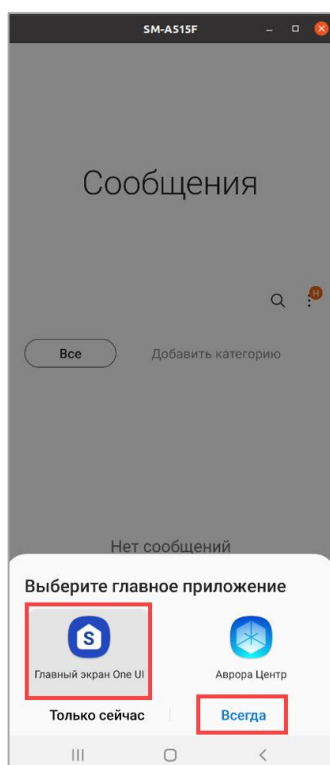 SM-A515F
Сообщения
Н
Все Добавить категорию
Нет сообщений
Выберите главное приложение
S
Главный экран One UI Аврора Центр
Только сейчас Всегда